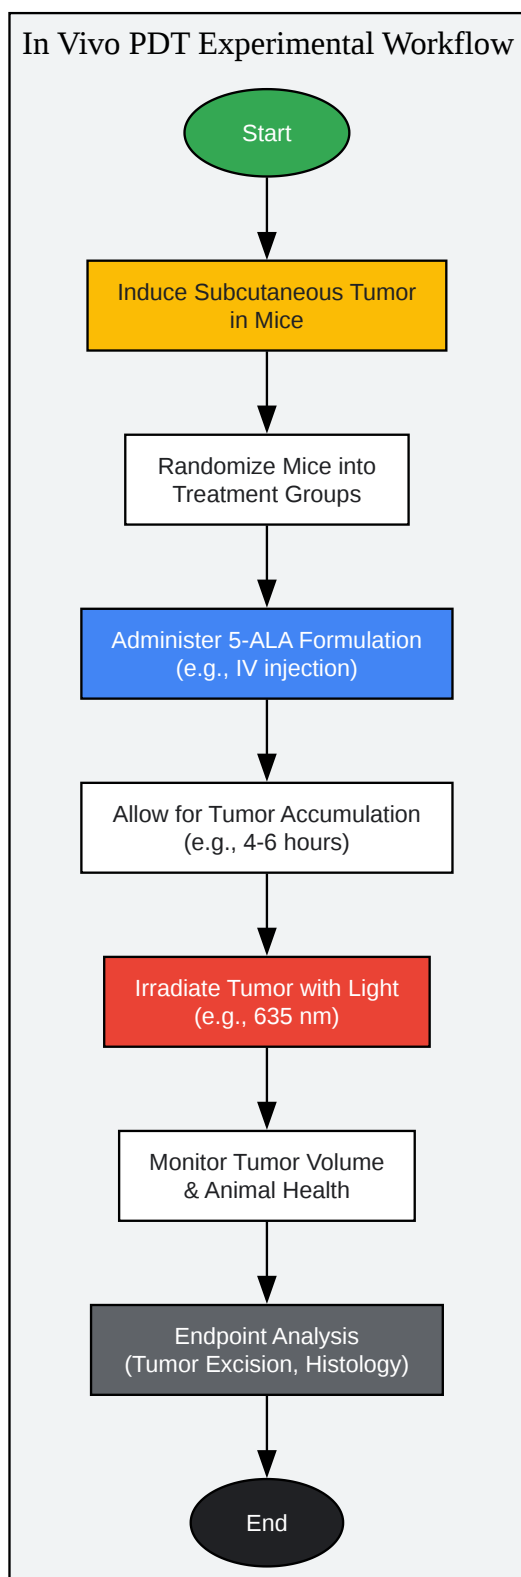 In Vivo PDT Experimental Workflow
Start
Induce Subcutaneous Tumor
in Mice
Randomize Mice into
Treatment Groups
Administer 5-ALA Formulation
(e.g., IV injection)
Allow for Tumor Accumulation
(e.g., 4-6 hours)
Irradiate Tumor with Light
(e.g., 635 nm)
Monitor Tumor Volume
& Animal Health
Endpoint Analysis
(Tumor Excision, Histology)
End